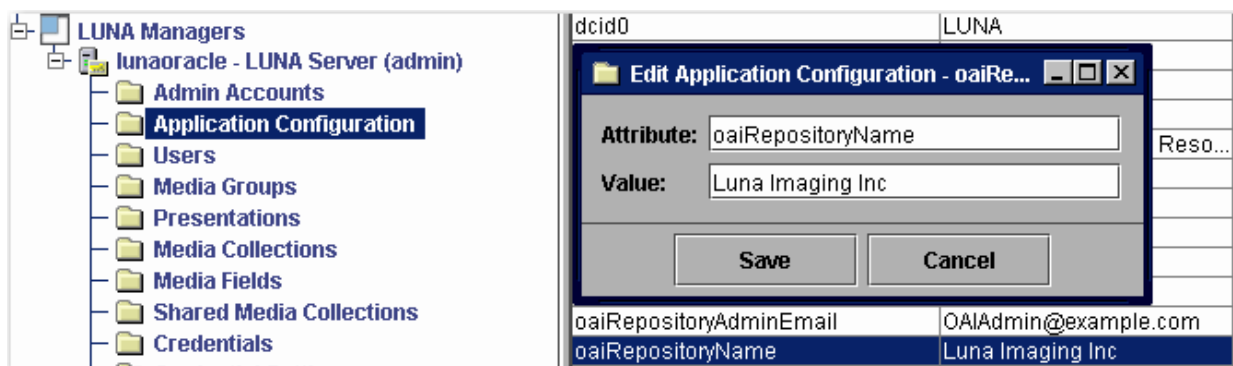 LUNA Managers
lunaoracle - LUNA Server (admin)
Admin Accounts
Application Configuration
Users
Media Groups
Presentations
Media Collections
Media Fields
Shared Media Collections
Credentials
dcid0 LUNA
Edit Application Configuration - oaiRe...
Attribute: oaiRepositoryName
Value: Luna Imaging Inc
Save Cancel
Reso...
oaiRepositoryAdminEmail OAIAdmin@example.com
oaiRepositoryName Luna Imaging Inc